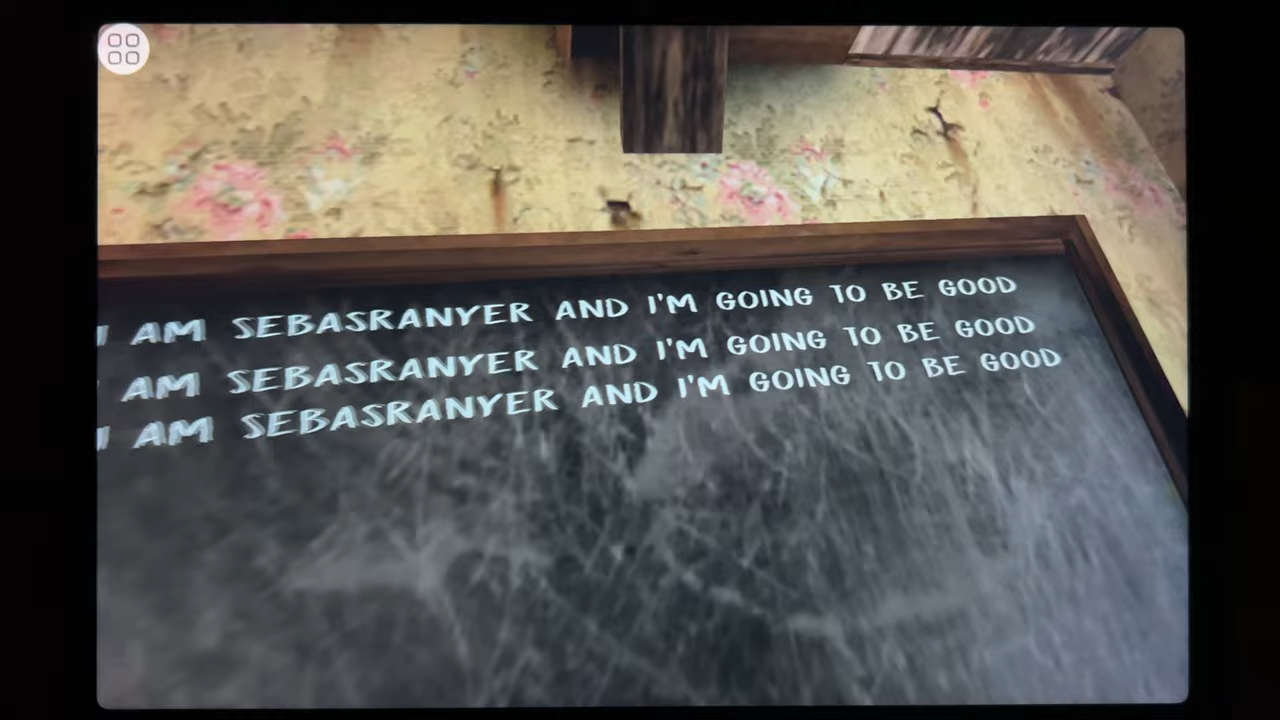 I AM SEBASRANYER AND I'M GOING TO BE GOOD
AM SEBASRANYER AND I'M GOING TO BE GOOD
I AM SEBASRANYER AND I'M GOING TO BE GOOD